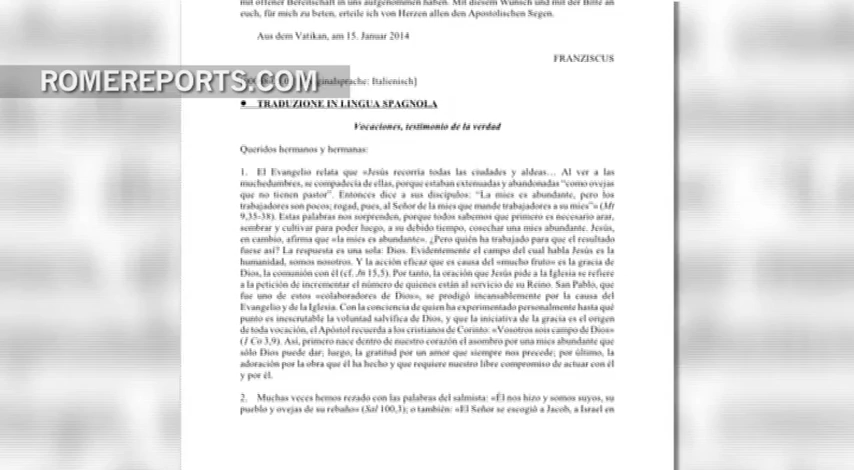 mit offener Bereitschaft in uns aufgenommen haben. Mit diesem Wunsch und mit der Bitte an
euch, für mich zu beten, erteile ich von Herzen allen den Apostolischen Segen.
Aus dem Vatikan, am 15. Januar 2014
FRANZISCUS
ROMEREPORTS.COM
Italienisch]
● TRADUZIONE IN LINGUA SPAGNOLA
Vocaciones, testimonio de la verdad
Queridos hermanos y hermanas:
1. El Evangelio relata que «Jesús recorría todas las ciudades y aldeas… Al ver a las
muchedumbres, se compadecía de ellas, porque estaban extenuadas y abandonadas “como ovejas
que no tienen pastor”. Entonces dice a sus discípulos: “La mies es abundante, pero los
trabajadores son pocos; rogad, pues, al Señor de la mies que mande trabajadores a su mies”» (Mt
9,35-38). Estas palabras nos sorprenden, porque todos sabemos que primero es necesario arar,
sembrar y cultivar para poder luego, a su debido tiempo, cosechar una mies abundante. Jesús,
en cambio, afirma que «la mies es abundante». ¿Pero quién ha trabajado para que el resultado
fuese así? La respuesta es una sola: Dios. Evidentemente el campo del cual habla Jesús es la
humanidad, somos nosotros. Y la acción eficaz que es causa del «mucho fruto» es la gracia de
Dios, la comunión con él (cf. Jn 15,5). Por tanto, la oración que Jesús pide a la Iglesia se refiere
a la petición de incrementar el número de quienes están al servicio de su Reino. San Pablo, que
fue uno de estos «colaboradores de Dios», se prodigó incansablemente por la causa del
Evangelio y de la Iglesia. Con la conciencia de quien ha experimentado personalmente hasta qué
punto es inescrutable la voluntad salvífica de Dios, y que la iniciativa de la gracia es el origen
de toda vocación, el Apóstol recuerda a los cristianos de Corinto: «Vosotros sois campo de Dios»
(1 Co 3,9). Así, primero nace dentro de nuestro corazón el asombro por una mies abundante que
sólo Dios puede dar; luego, la gratitud por un amor que siempre nos precede; por último, la
adoración por la obra que él ha hecho y que requiere nuestro libre compromiso de actuar con él
y por él.
2. Muchas veces hemos rezado con las palabras del salmista: «Él nos hizo y somos suyos, su
pueblo y ovejas de su rebaño» (Sal 100,3); o también: «El Señor se escogió a Jacob, a Israel en